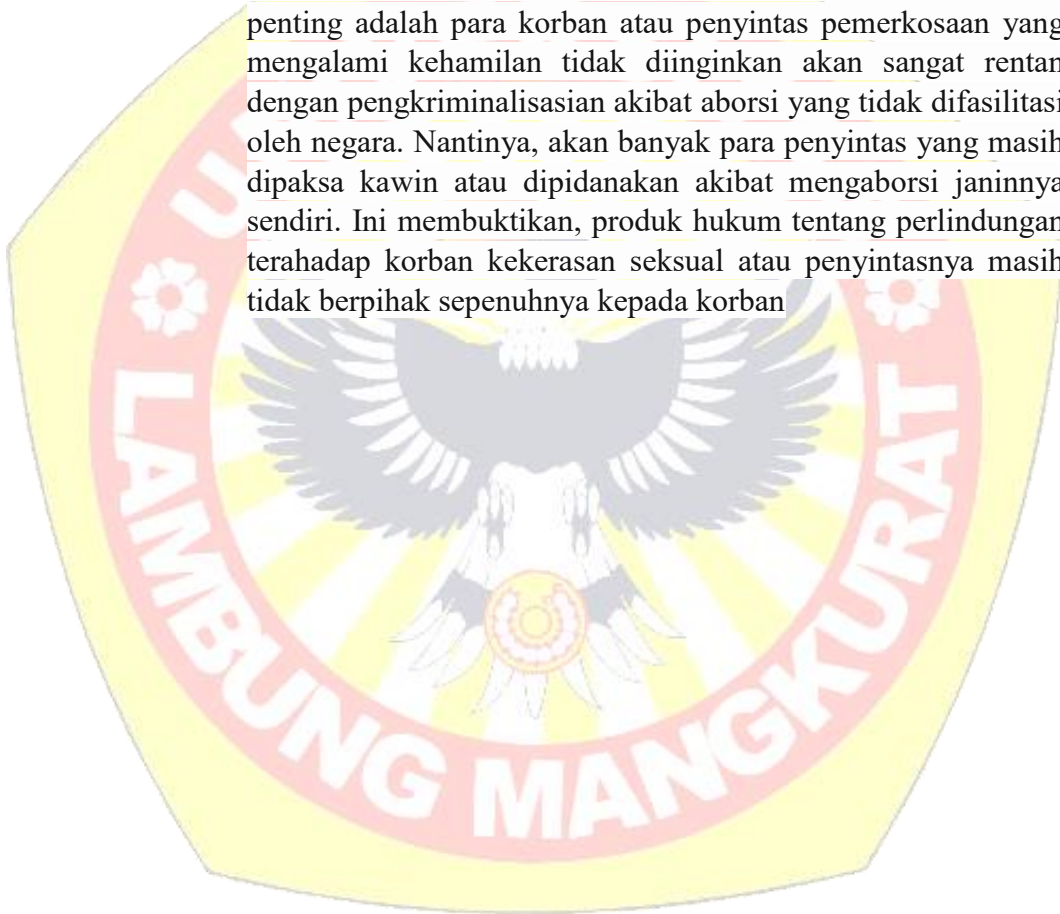 penting adalah para korban atau penyintas pemerkosaan yang
mengalami kehamilan tidak diinginkan akan sangat rentan
dengan pengkriminalisasian akibat aborsi yang tidak difasilitasi
oleh negara. Nantinya, akan banyak para penyintas yang masih
dipaksa kawin atau dipidanakan akibat mengaborsi janinnya
sendiri. Ini membuktikan, produk hukum tentang perlindungan
terahadap korban kekerasan seksual atau penyintasnya masih
tidak berpihak sepenuhnya kepada korban
LAMBUNG MANGKURAT